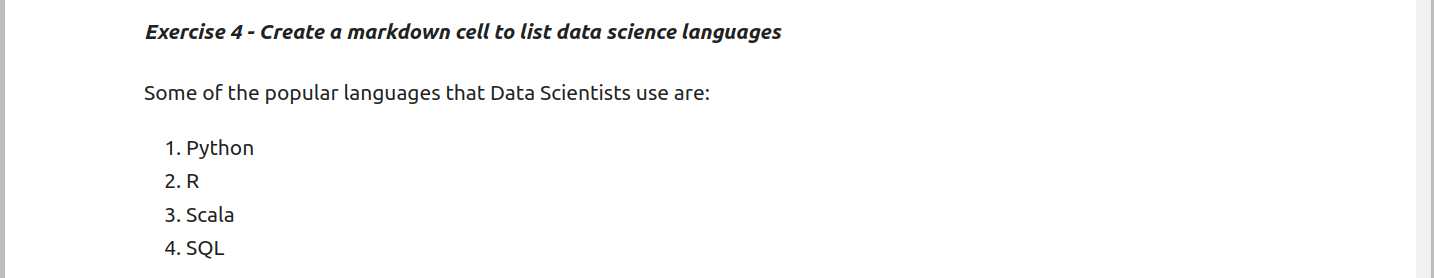 Exercise 4 - Create a markdown cell to list data science languages
Some of the popular languages that Data Scientists use are:
1. Python
2. R
3. Scala
4. SQL